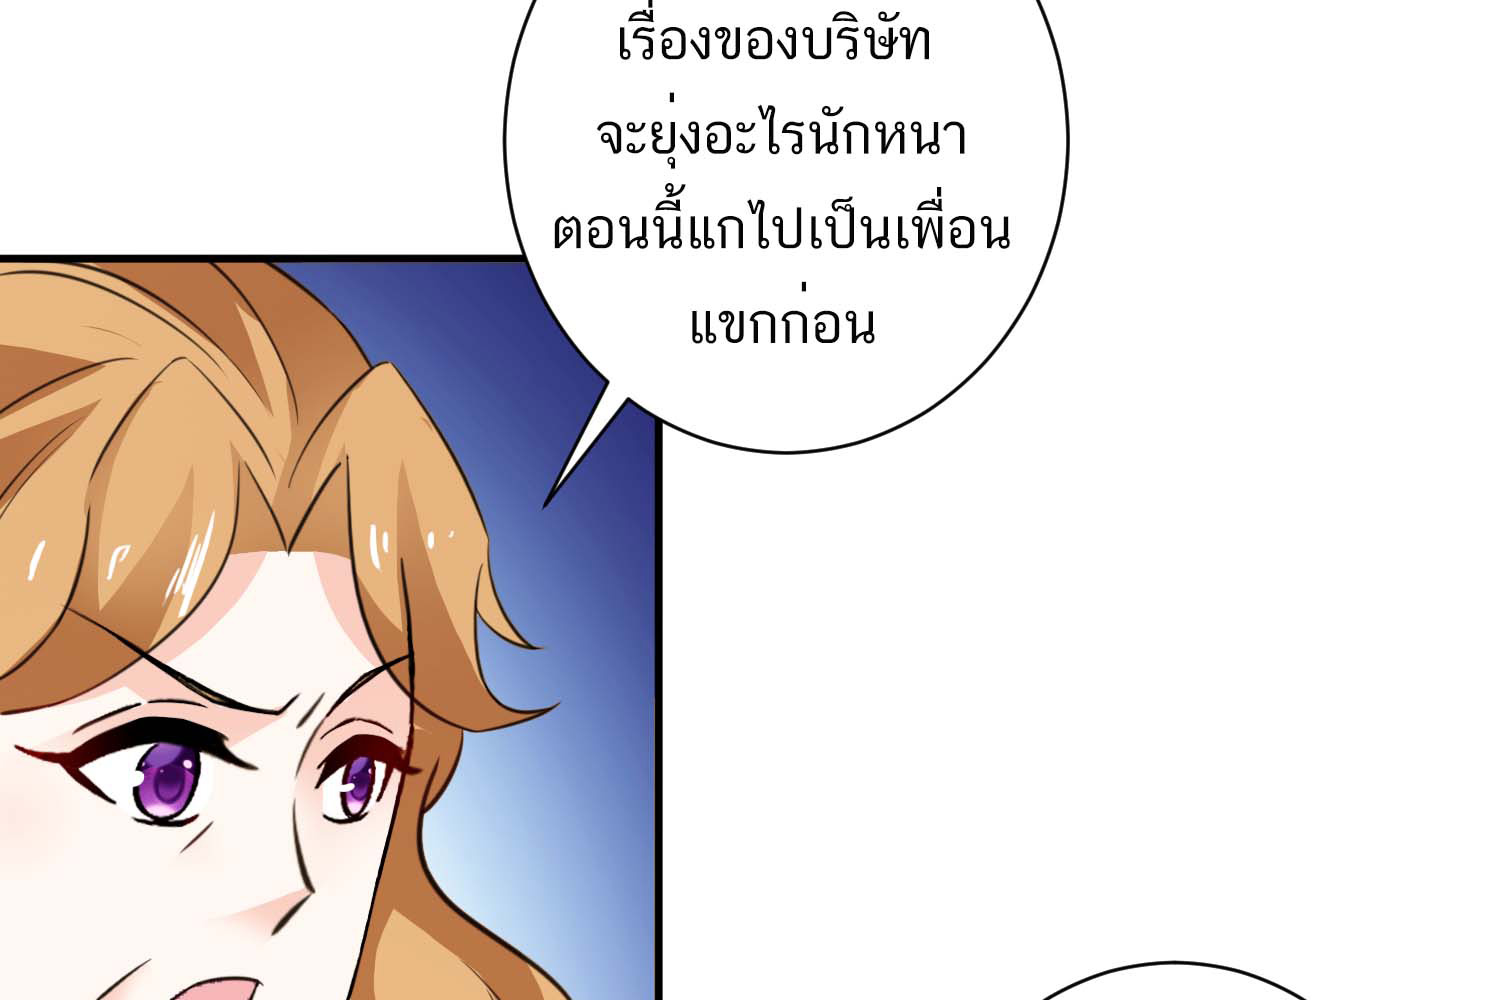 เรื่องของบริษัท
จะยุ่งอะไรนักหนา
ตอนนี้แกไปเป็นเพื่อน
แขกก่อน